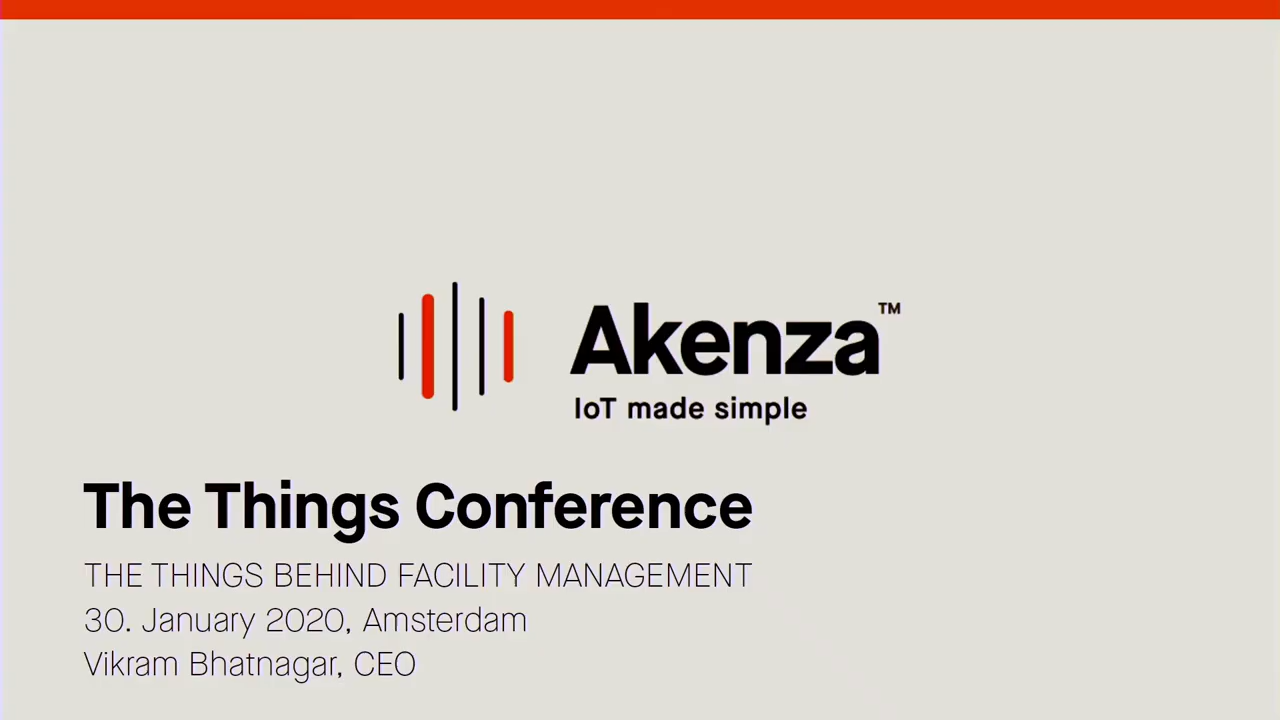 Akenza™
IoT made simple
The Things Conference
THE THINGS BEHIND FACILITY MANAGEMENT
30. January 2020, Amsterdam
Vikram Bhatnagar, CEO